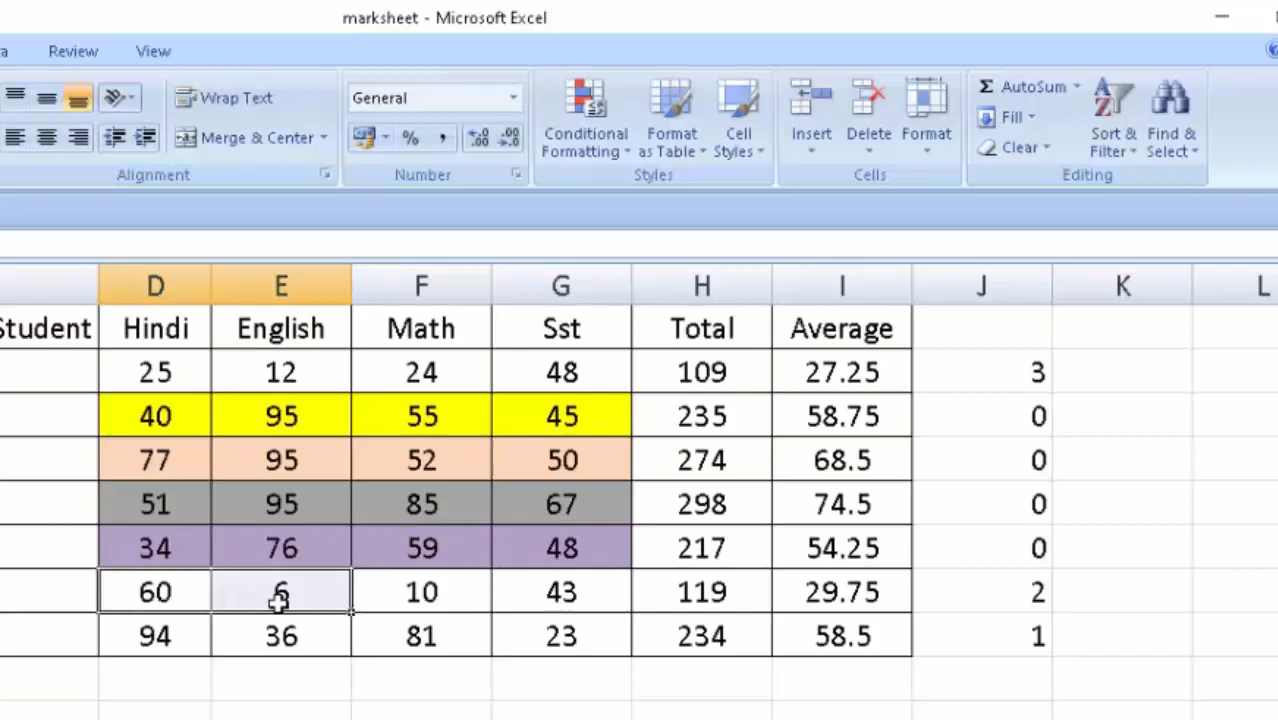 marksheet - Microsoft Excel
a Review View
Wrap Text General Σ AutoSum
Merge & Center % , Conditional Formatting Format as Table Cell Styles Insert Delete Format Fill Clear Sort & Filter Find & Select
Alignment Number Styles Cells Editing
D E F G H I J K L
Student Hindi English Math Sst Total Average
25 12 24 48 109 27.25 3
40 95 55 45 235 58.75 0
77 95 52 50 274 68.5 0
51 95 85 67 298 74.5 0
34 76 59 48 217 54.25 0
60 6 10 43 119 29.75 2
94 36 81 23 234 58.5 1